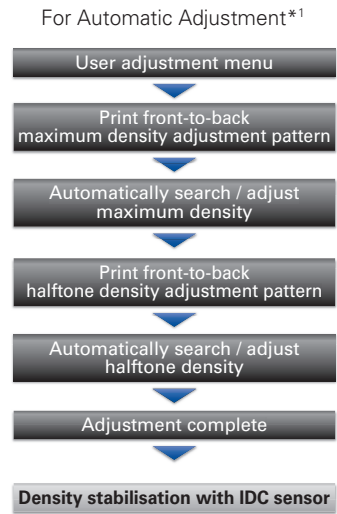 For Automatic Adjustment*1
User adjustment menu
Print front-to-back
maximum density adjustment pattern
Automatically search / adjust
maximum density
Print front-to-back
halftone density adjustment pattern
Automatically search / adjust
halftone density
Adjustment complete
Density stabilisation with IDC sensor